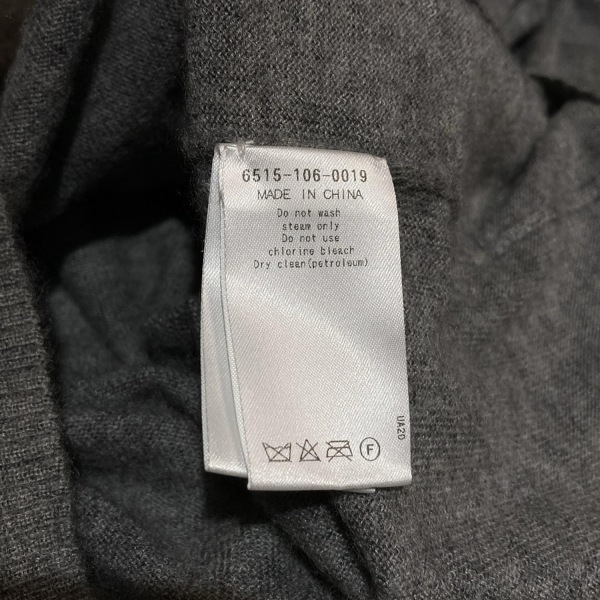 6515-106-0019
MADE IN CHINA
Do not wash
steam only
Do not use
chlorine bleach
Dry clean(petroleum)
UA20
F